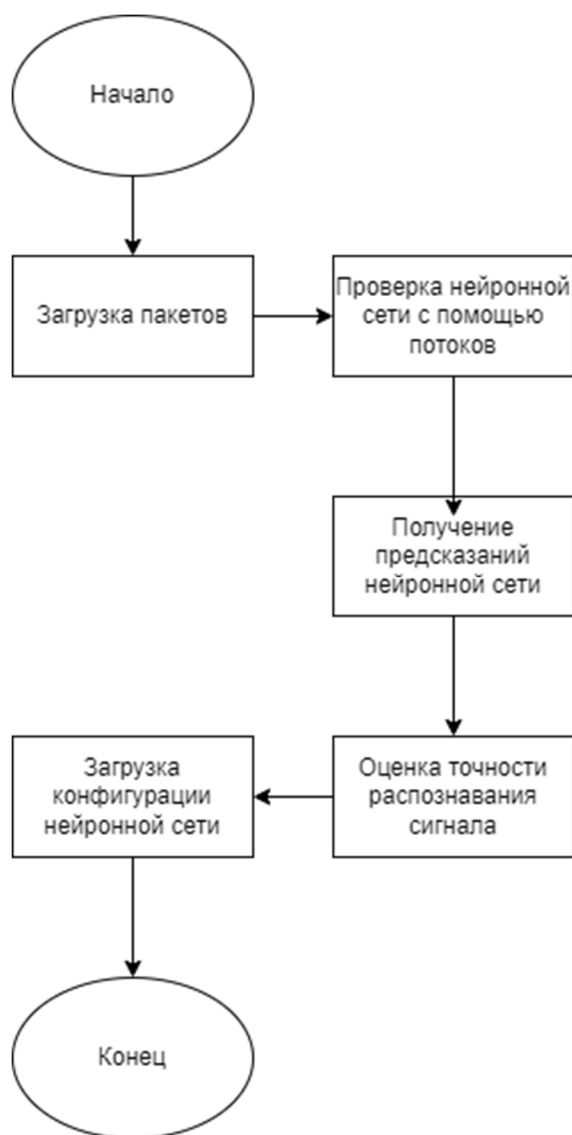 Начало
Загрузка пакетов
Проверка нейронной
сети с помощью
потоков
Получение
предсказаний
нейронной сети
Оценка точности
распознавания
сигнала
Загрузка
конфигурации
нейронной сети
Конец